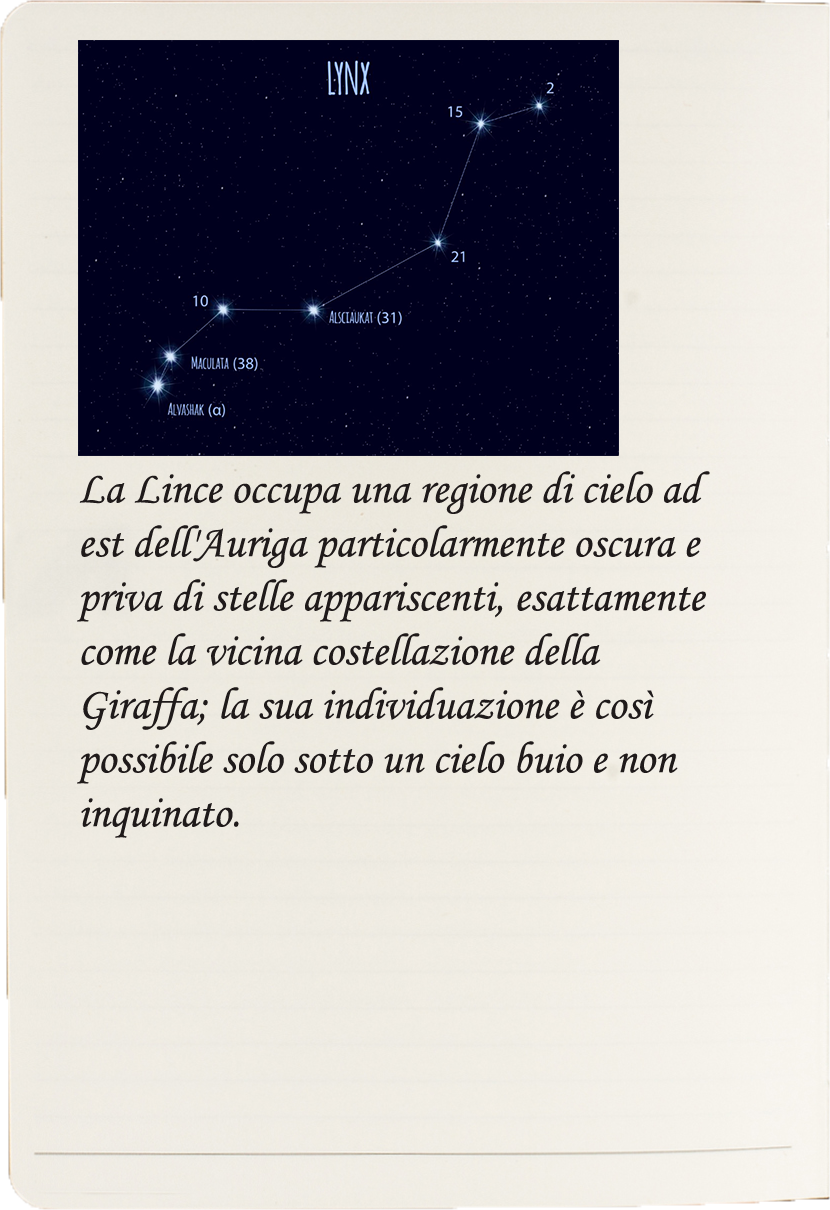 LYNX
2
15
21
10
Alsciaukat (31)
Maculata (38)
Alvashak (α)
La Lince occupa una regione di cielo ad
est dell'Auriga particolarmente oscura e
priva di stelle appariscenti, esattamente
come la vicina costellazione della
Giraffa; la sua individuazione è così
possibile solo sotto un cielo buio e non
inquinato.